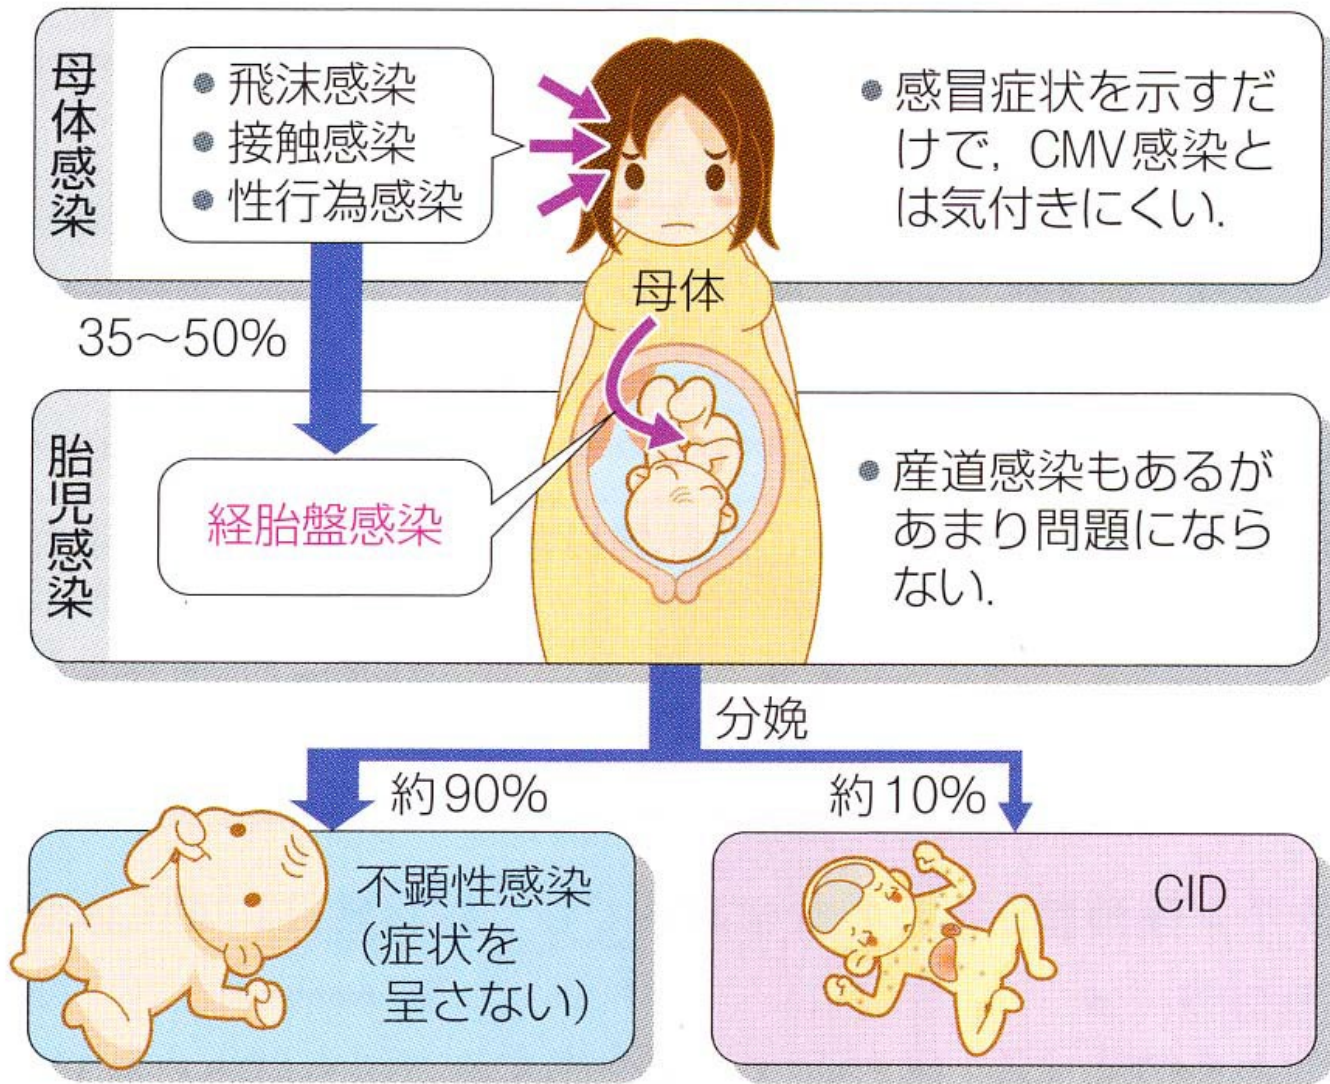 母体感染
飛沫感染
接触感染
性行為感染
感冒症状を示すだ
けで，CMV感染と
は気付きにくい．
母体
35～50%
胎児感染
経胎盤感染
産道感染もあるが
あまり問題になら
ない．
分娩
約90%
約10%
不顕性感染
（症状を
呈さない）
CID